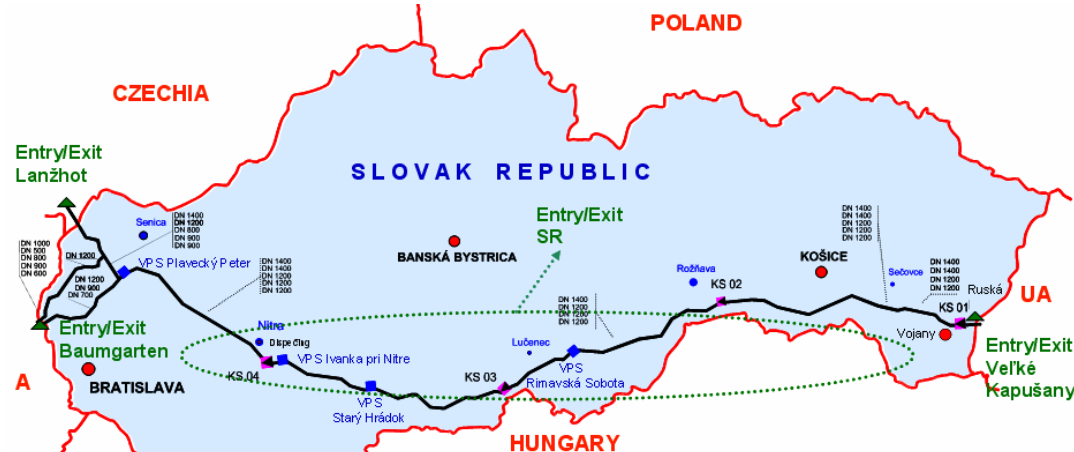 POLAND
CZECHIA
Entry/Exit
Lanžhot
SLOVAK REPUBLIC
Senica
DN 1400
DN 1200
DN 800
DN 900
DN 900
DN 1000
DN 500
DN 800
DN 900
DN 600
DN 1200
DN 1200
DN 900
DN 700
VPS Plavecký Peter
DN 1400
DN 1400
DN 1200
DN 1200
DN 1200
Entry/Exit
SR
BANSKÁ BYSTRICA
DN 1400
DN 1400
DN 1200
DN 1200
DN 1200
KOŠICE
Rožňava
KS 02
Sečovce
DN 1400
DN 1400
DN 1200
DN 1200
Ruská
UA
KS 01
Vojany
DN 1400
DN 1200
DN 1200
DN 1200
Entry/Exit
Baumgarten
A
BRATISLAVA
Nitra
Dispečing
VPS Ivanka pri Nitre
KS 04
VPS
Starý Hrádok
KS 03
Lučenec
VPS
Rimavská Sobota
Entry/Exit
Veľké
Kapušany
HUNGARY